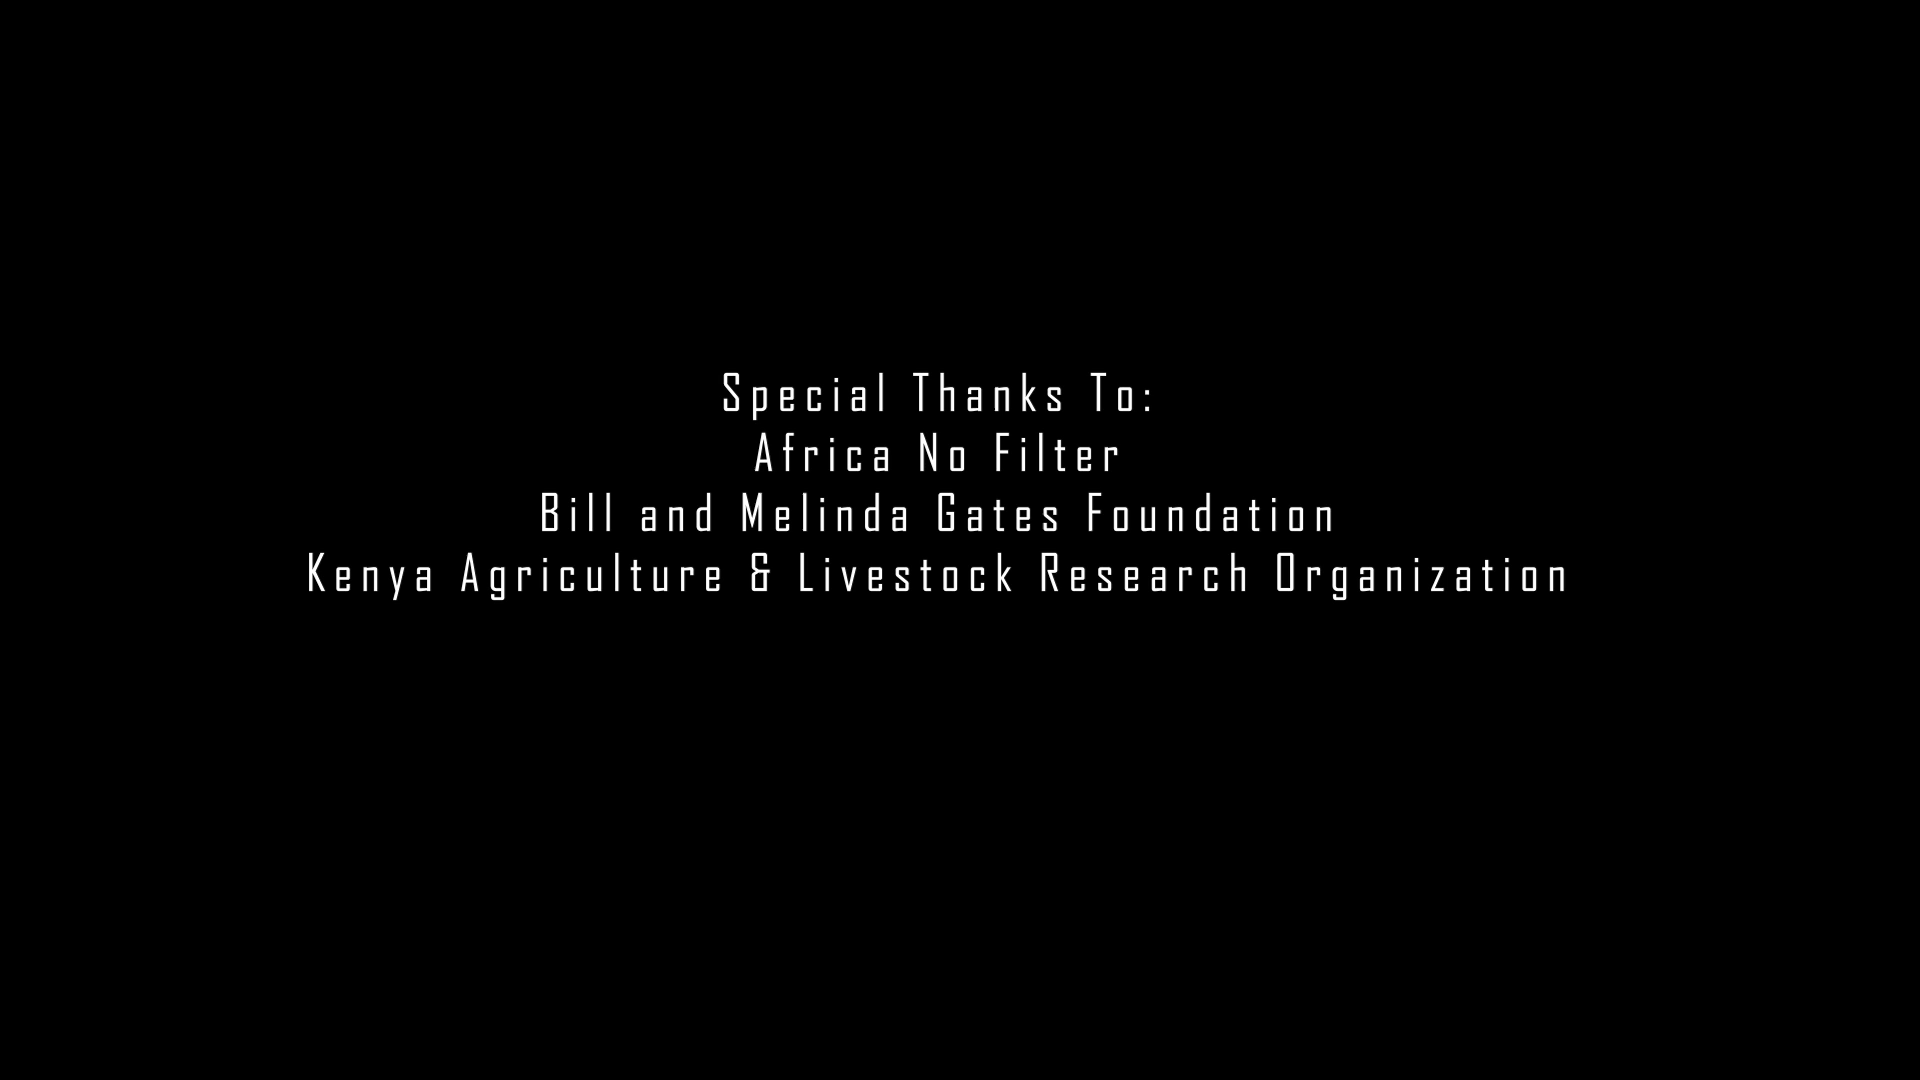 Special Thanks To:
Africa No Filter
Bill and Melinda Gates Foundation
Kenya Agriculture & Livestock Research Organization